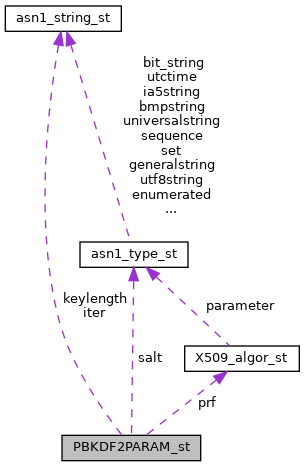 asn1_string_st
bit_string
utctime
ia5string
bmpstring
universalstring
sequence
set
generalstring
utf8string
enumerated
...
asn1_type_st
keylength
iter
parameter
salt
X509_algor_st
prf
PBKDF2PARAM_st